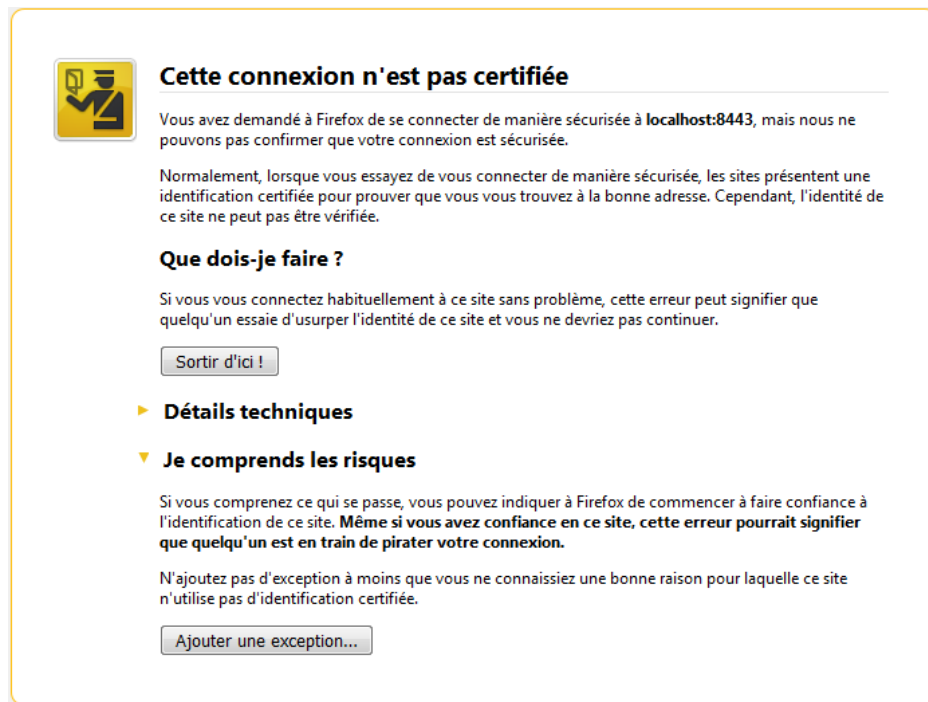 Cette connexion n'est pas certifiée
Vous avez demandé à Firefox de se connecter de manière sécurisée à localhost:8443, mais nous ne
pouvons pas confirmer que votre connexion est sécurisée.
Normalement, lorsque vous essayez de vous connecter de manière sécurisée, les sites présentent une
identification certifiée pour prouver que vous vous trouvez à la bonne adresse. Cependant, l'identité de
ce site ne peut pas être vérifiée.
Que dois-je faire ?
Si vous vous connectez habituellement à ce site sans problème, cette erreur peut signifier que
quelqu'un essaie d'usurper l'identité de ce site et vous ne devriez pas continuer.
Sortir d'ici !
Détails techniques
Je comprends les risques
Si vous comprenez ce qui se passe, vous pouvez indiquer à Firefox de commencer à faire confiance à
l'identification de ce site. Même si vous avez confiance en ce site, cette erreur pourrait signifier
que quelqu'un est en train de pirater votre connexion.
N'ajoutez pas d'exception à moins que vous ne connaissiez une bonne raison pour laquelle ce site
n'utilise pas d'identification certifiée.
Ajouter une exception...